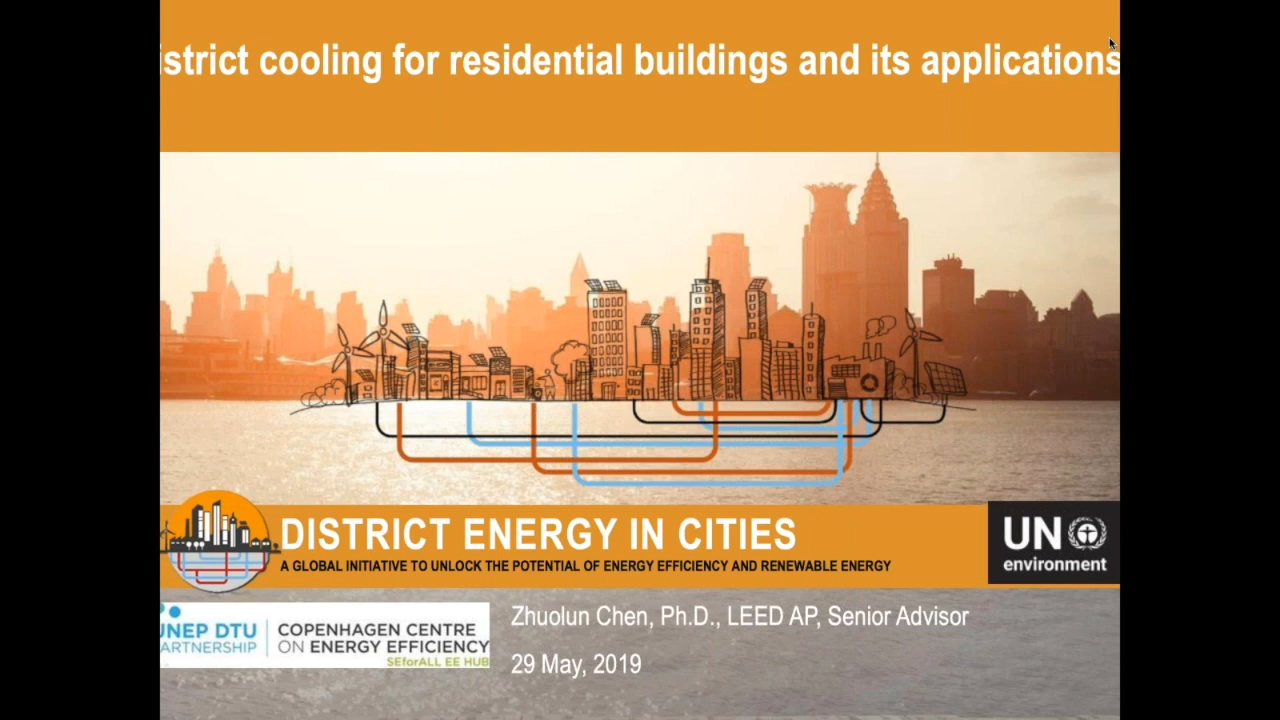 istrict cooling for residential buildings and its applications
DISTRICT ENERGY IN CITIES
A GLOBAL INITIATIVE TO UNLOCK THE POTENTIAL OF ENERGY EFFICIENCY AND RENEWABLE ENERGY
UN
environment
UNEP DTU
ARTNERSHIP
COPENHAGEN CENTRE
ON ENERGY EFFICIENCY
SEforALL EE HUB
Zhuolun Chen, Ph.D., LEED AP, Senior Advisor
29 May, 2019